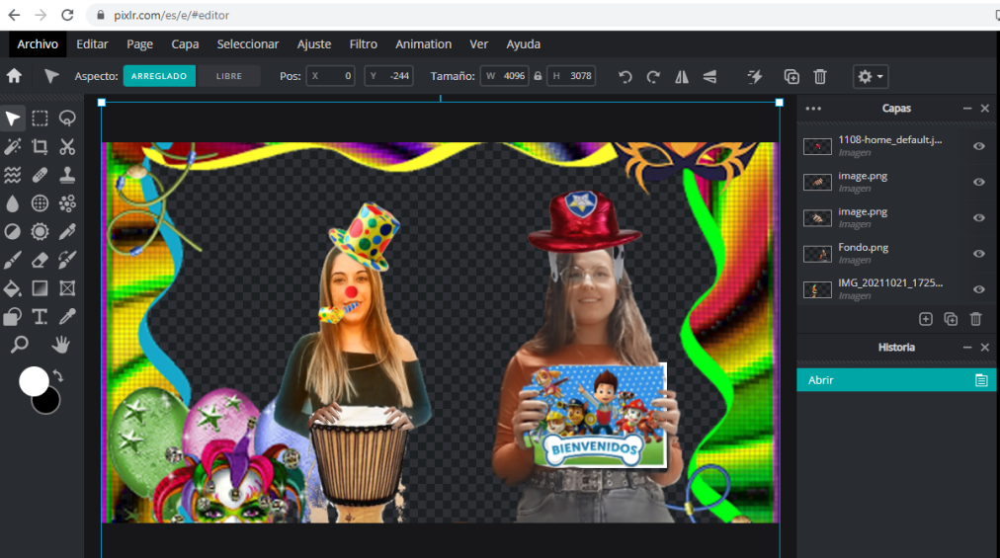 pixlr.com/es/e/#editor
Archivo Editar Page Capa Seleccionar Ajuste Filtro Animation Ver Ayuda
Aspecto: ARREGLADO LIBRE Pos: X 0 Y -244 Tamaño: W 4096 H 3078
Capas
1108-home_default.j...
Imagen
image.png
Imagen
image.png
Imagen
Fondo.png
Imagen
IMG_20211021_1725...
Imagen
Historia
Abrir
BIENVENIDOS